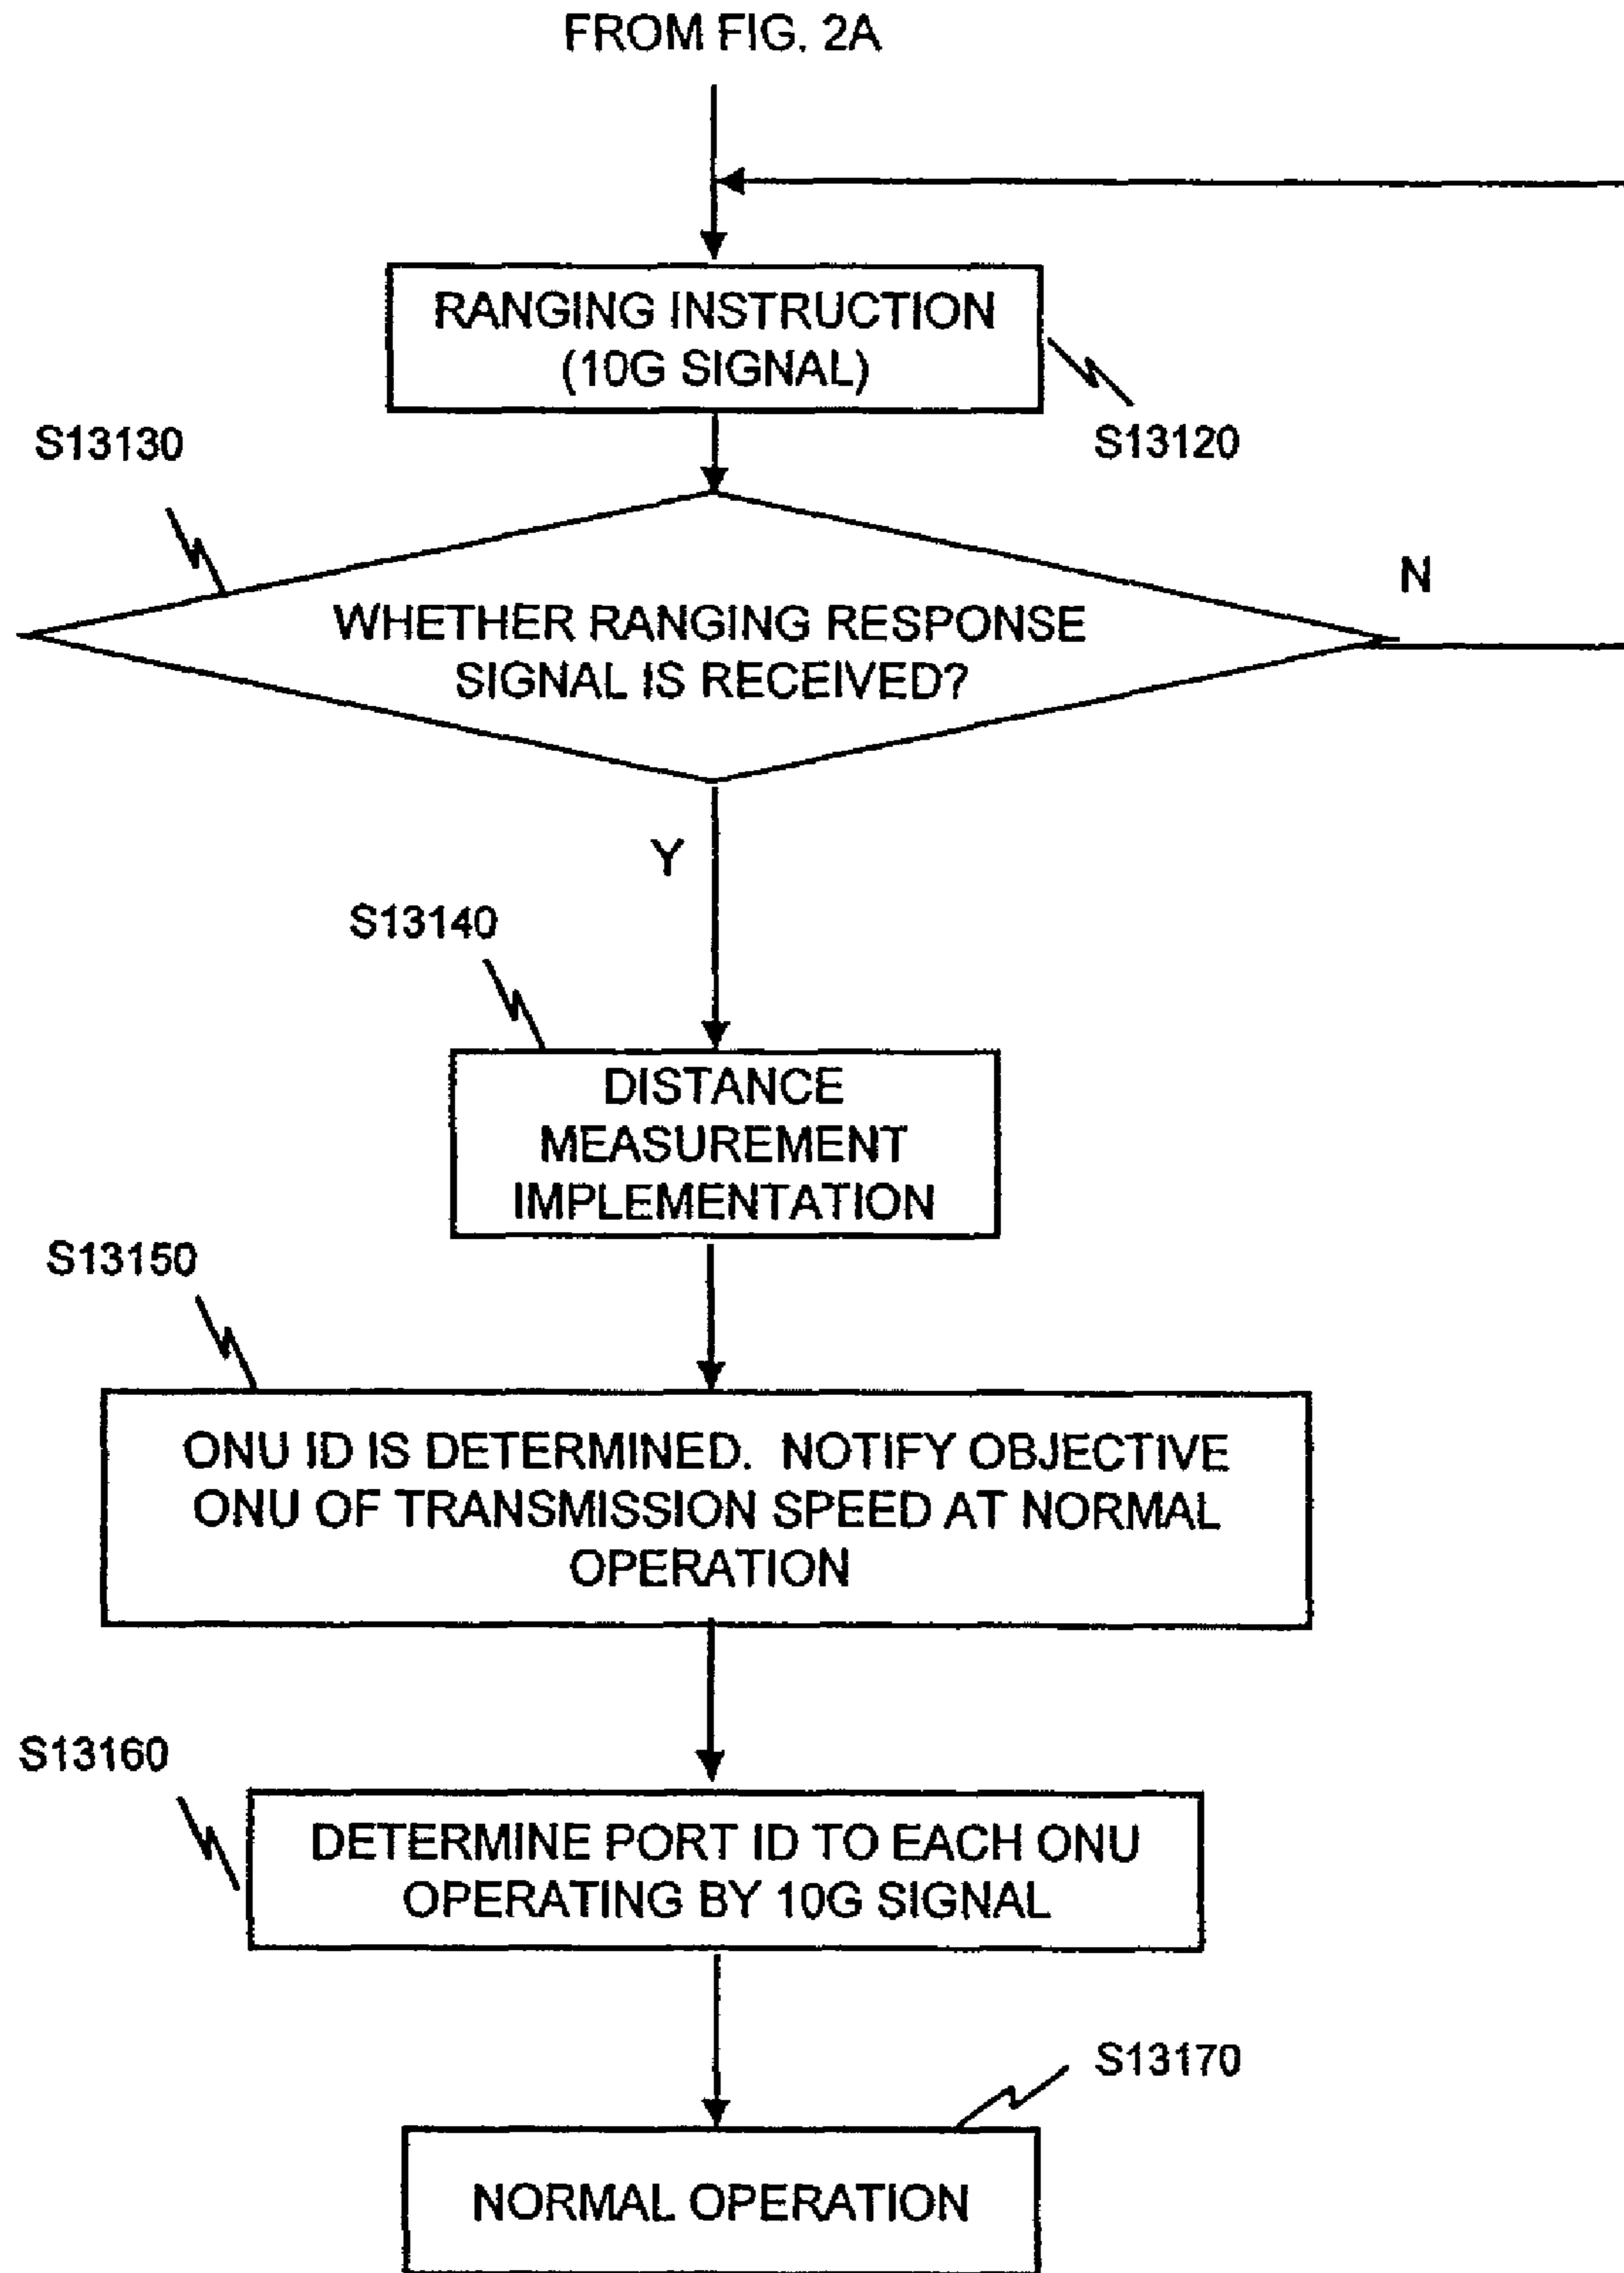 FROM FIG. 2A
RANGING INSTRUCTION
(10G SIGNAL)
S13120
S13130
N
WHETHER RANGING RESPONSE
SIGNAL IS RECEIVED?
Y
S13140
DISTANCE
MEASUREMENT
IMPLEMENTATION
S13150
ONU ID IS DETERMINED. NOTIFY OBJECTIVE
ONU OF TRANSMISSION SPEED AT NORMAL
OPERATION
S13160
DETERMINE PORT ID TO EACH ONU
OPERATING BY 10G SIGNAL
S13170
NORMAL OPERATION